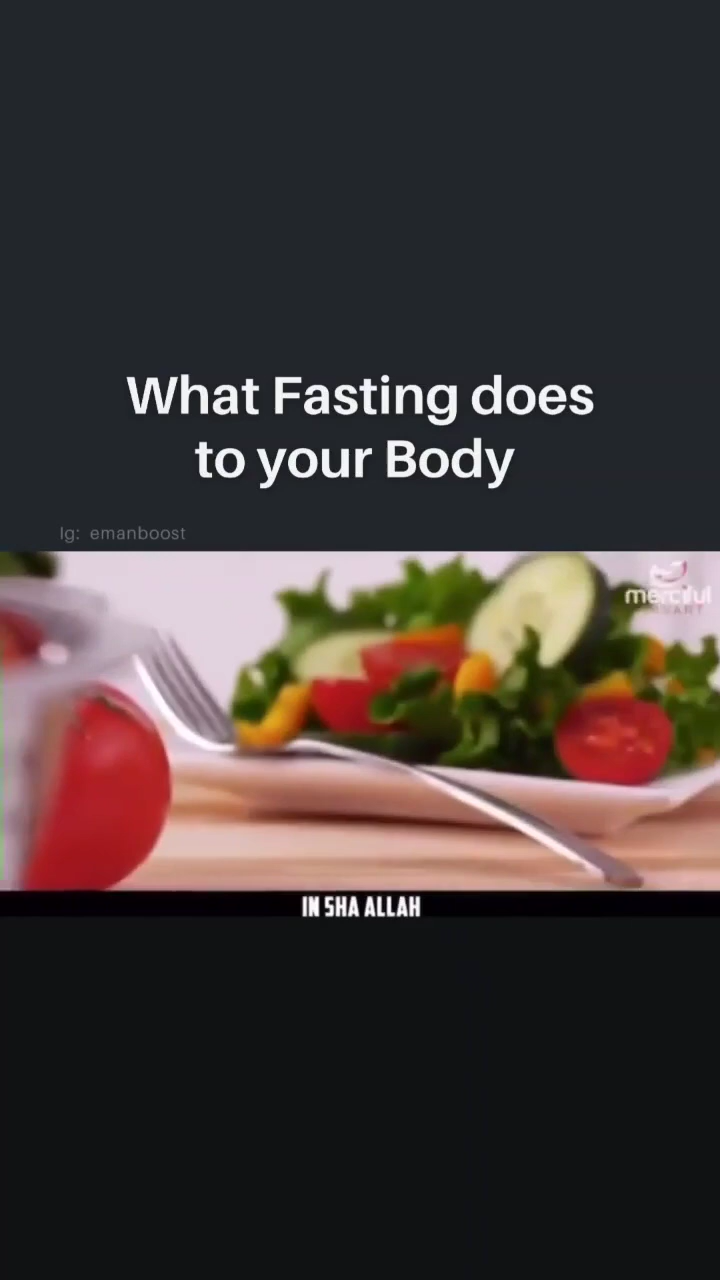 What Fasting does
to your Body
Ig: emanboost
merciful
IN SHA ALLAH